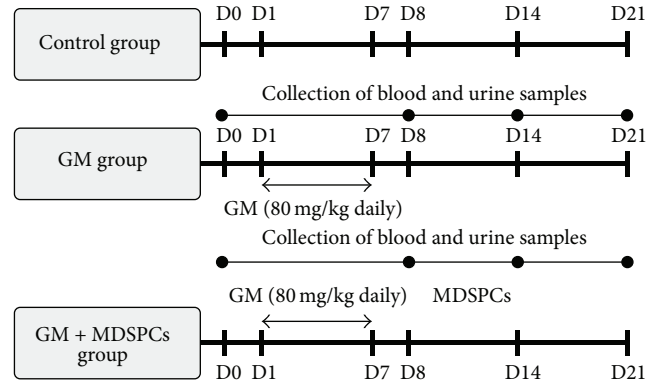 D0 D1 D7 D8 D14 D21
Control group
Collection of blood and urine samples
D0 D1 D7 D8 D14 D21
GM group
GM (80 mg/kg daily)
Collection of blood and urine samples
GM (80 mg/kg daily) MDSPCs
GM + MDSPCs
group
D0 D1 D7 D8 D14 D21